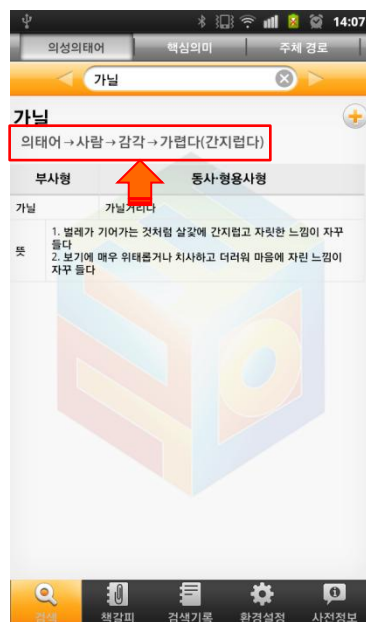 14:07
의성의태어 핵심의미 주체 경로
가닐
가닐
의태어→사람→감각→가렵다(간지럽다)
부사형 동사·형용사형
가닐 가닐거리다
뜻 1. 벌레가 기어가는 것처럼 살갗에 간지럽고 자릿한 느낌이 자꾸
들다
2. 보기에 매우 위태롭거나 치사하고 더러워 마음에 자린 느낌이
자꾸 들다
검색 책갈피 검색기록 환경설정 사전정보